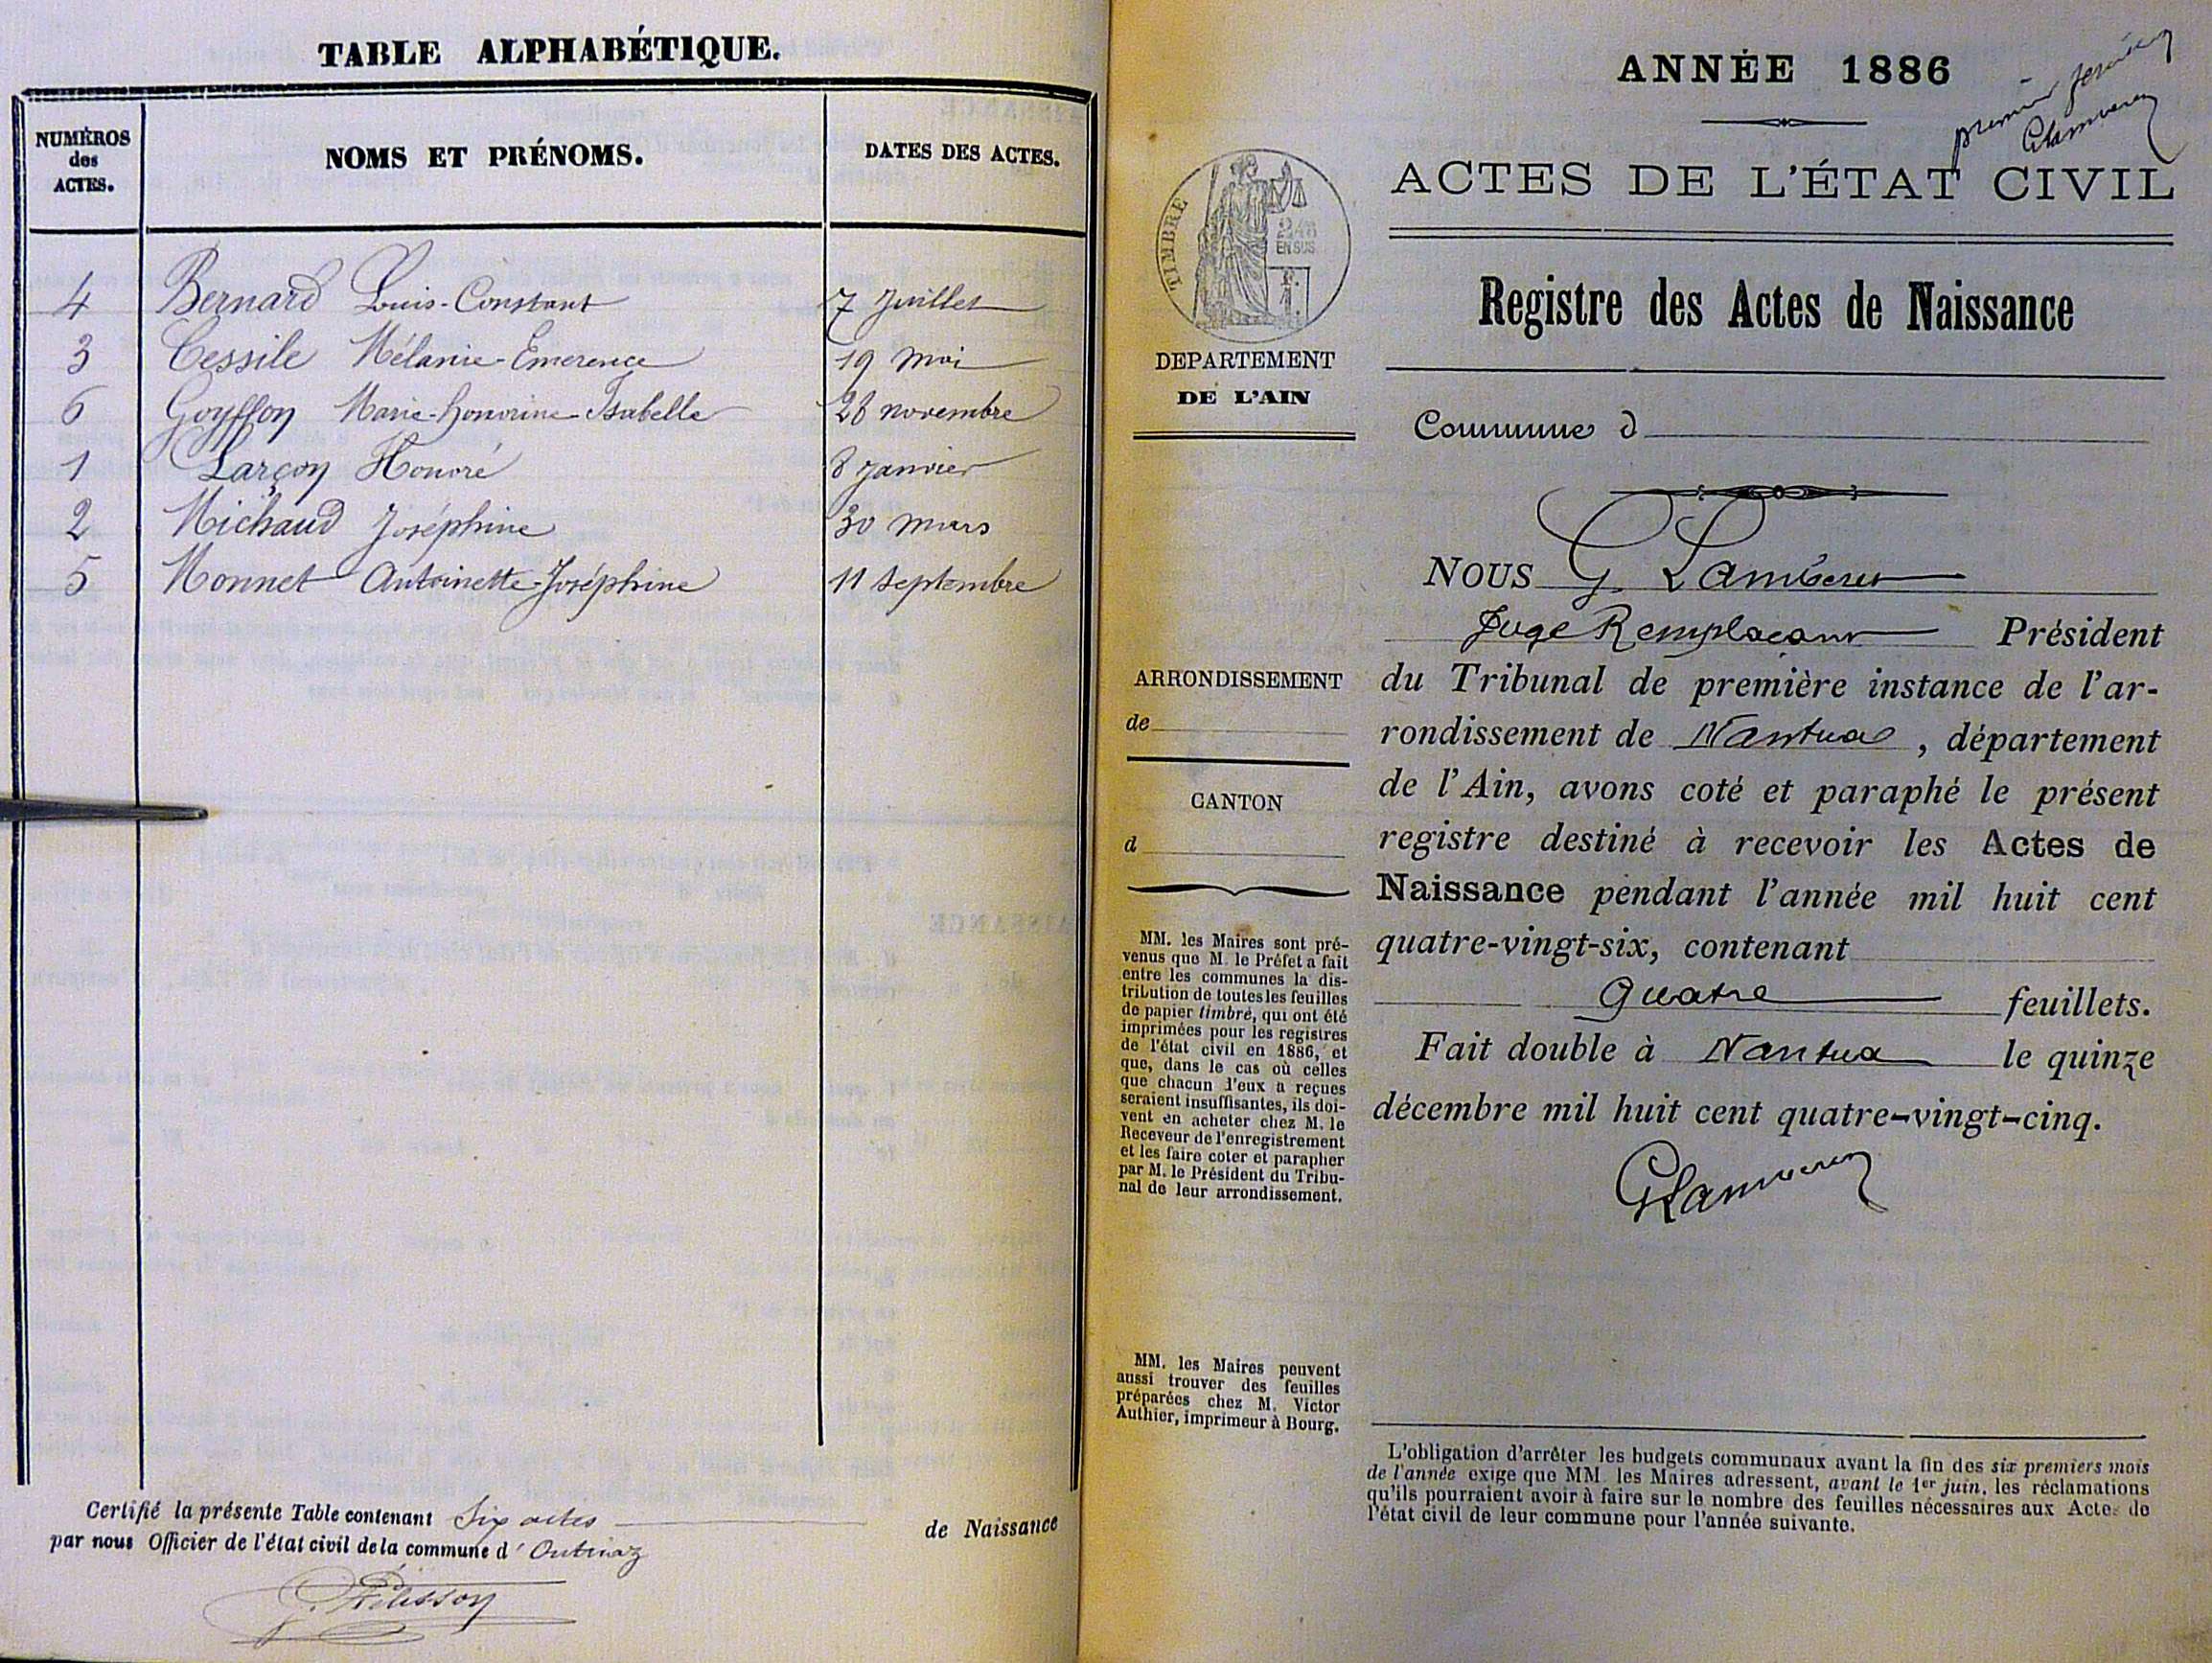 TABLE ALPHABÉTIQUE.
NUMÉROS
des
ACTES.
NOMS ET PRÉNOMS.
DATES DES ACTES.
4 Bernard Louis-Constant 7 Juillet
3 Cessile Mélanie-Emerence 19 Mai
6 Goyffon Marie-honorine-Isabelle 28 novembre
1 Larçon Honoré 8 Janvier
2 Michaud Joséphine 30 Mars
5 Monnet Antoinette-Joséphine 11 Septembre
Certifié la présente Table contenant Six actes de Naissance
par nous Officier de l'état civil de la commune d' Outriaz
ANNÉE 1886
premier
ACTES DE L'ÉTAT CIVIL
Registre des Actes de Naissance
TIMBRE
2/10
EN SUS
DEPARTEMENT
DE L'AIN
Commune d
ARRONDISSEMENT
de
CANTON
d
MM. les Maires sont pré-
venus que M. le Préfet a fait
entre les communes la dis-
tribution de toutes les feuilles
de papier timbré, qui ont été
imprimées pour les registres
de l'état civil en 1886, et
que, dans le cas où celles
que chacun d'eux a reçues
seraient insuffisantes, ils doi-
vent en acheter chez M. le
Receveur de l'enregistrement
et les faire coter et parapher
par M. le Président du Tribu-
nal de leur arrondissement.
MM. les Maires peuvent
aussi trouver des feuilles
préparées chez M. Victor
Authier, imprimeur à Bourg.
NOUS G. Lamberet
Juge Remplaçant Président
du Tribunal de première instance de l'ar-
rondissement de Nantua, département
de l'Ain, avons coté et paraphé le présent
registre destiné à recevoir les Actes de
Naissance pendant l'année mil huit cent
quatre-vingt-six, contenant
quatre feuillets.
Fait double à Nantua le quinze
décembre mil huit cent quatre-vingt-cinq.
L'obligation d'arrêter les budgets communaux avant la fin des six premiers mois
de l'année exige que MM. les Maires adressent, avant le 1er juin, les réclamations
qu'ils pourraient avoir à faire sur le nombre des feuilles nécessaires aux Actes de
l'état civil de leur commune pour l'année suivante.